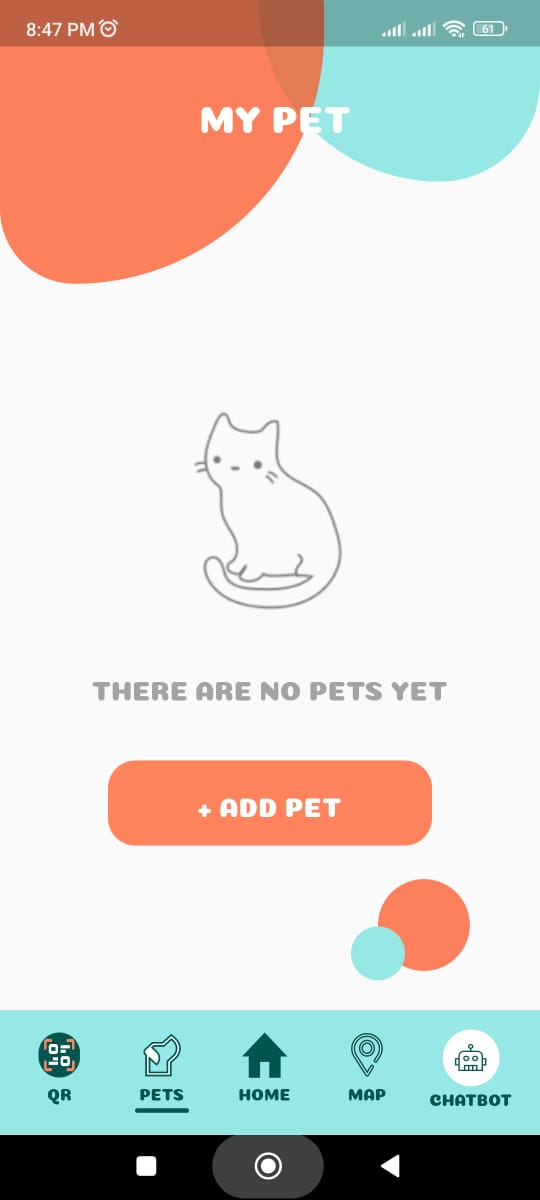 8:47 PM
61
MY PET
THERE ARE NO PETS YET
+ ADD PET
QR
PETS
HOME
MAP
CHATBOT